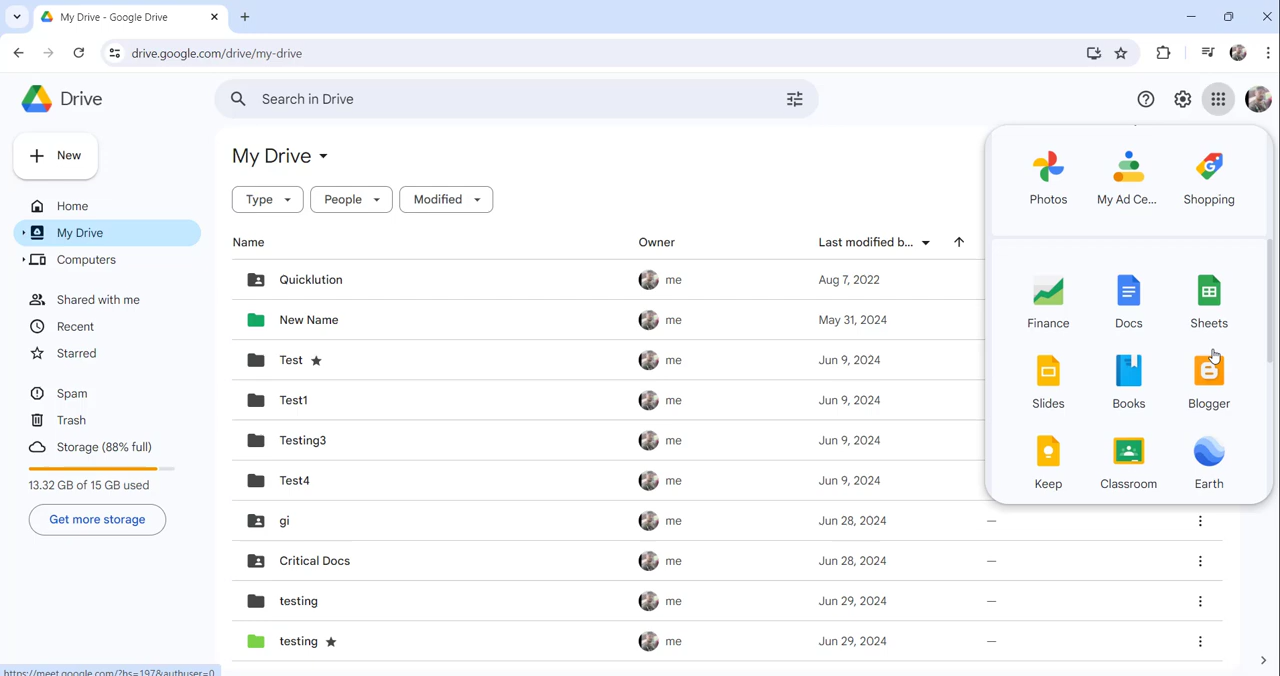 My Drive - Google Drive
drive.google.com/drive/my-drive
Drive
Search in Drive
New
Home
My Drive
Computers
Shared with me
Recent
Starred
Spam
Trash
Storage (88% full)
13.32 GB of 15 GB used
Get more storage
My Drive
Type People Modified
Name Owner Last modified b...
Quicklution me Aug 7, 2022
New Name me May 31, 2024
Test me Jun 9, 2024
Test1 me Jun 9, 2024
Testing3 me Jun 9, 2024
Test4 me Jun 9, 2024
gi me Jun 28, 2024 —
Critical Docs me Jun 28, 2024 —
testing me Jun 29, 2024 —
testing me Jun 29, 2024 —
Photos My Ad Ce... Shopping
Finance Docs Sheets
Slides Books Blogger
Keep Classroom Earth
https://meet.google.com/?hs=197&authuser=0